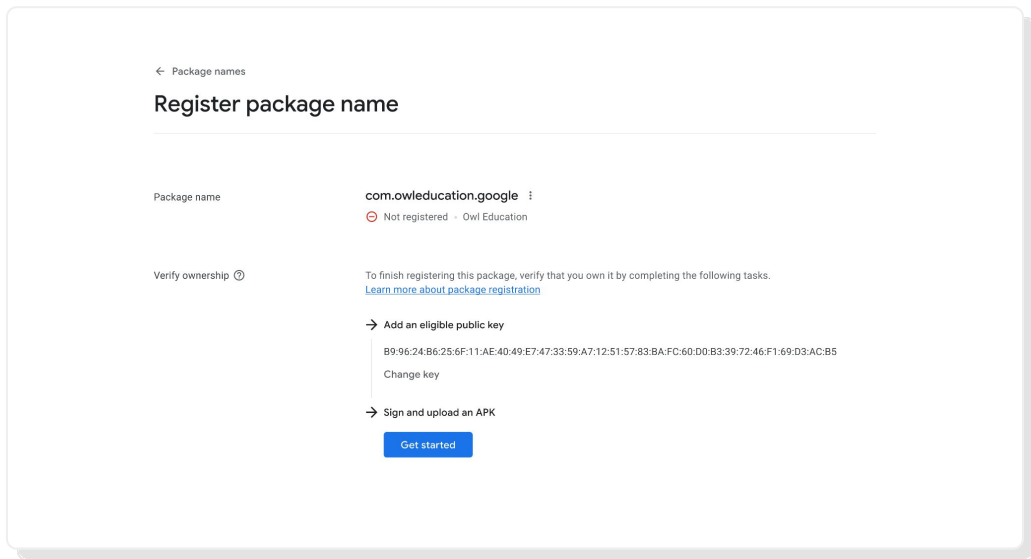 Package names
Register package name
Package name
com.owleducation.google
Not registered · Owl Education
Verify ownership
To finish registering this package, verify that you own it by completing the following tasks.
Learn more about package registration
Add an eligible public key
B9:96:24:B6:25:6F:11:AE:40:49:E7:47:33:59:A7:12:51:57:83:BA:FC:60:D0:B3:39:72:46:F1:69:D3:AC:B5
Change key
Sign and upload an APK
Get started